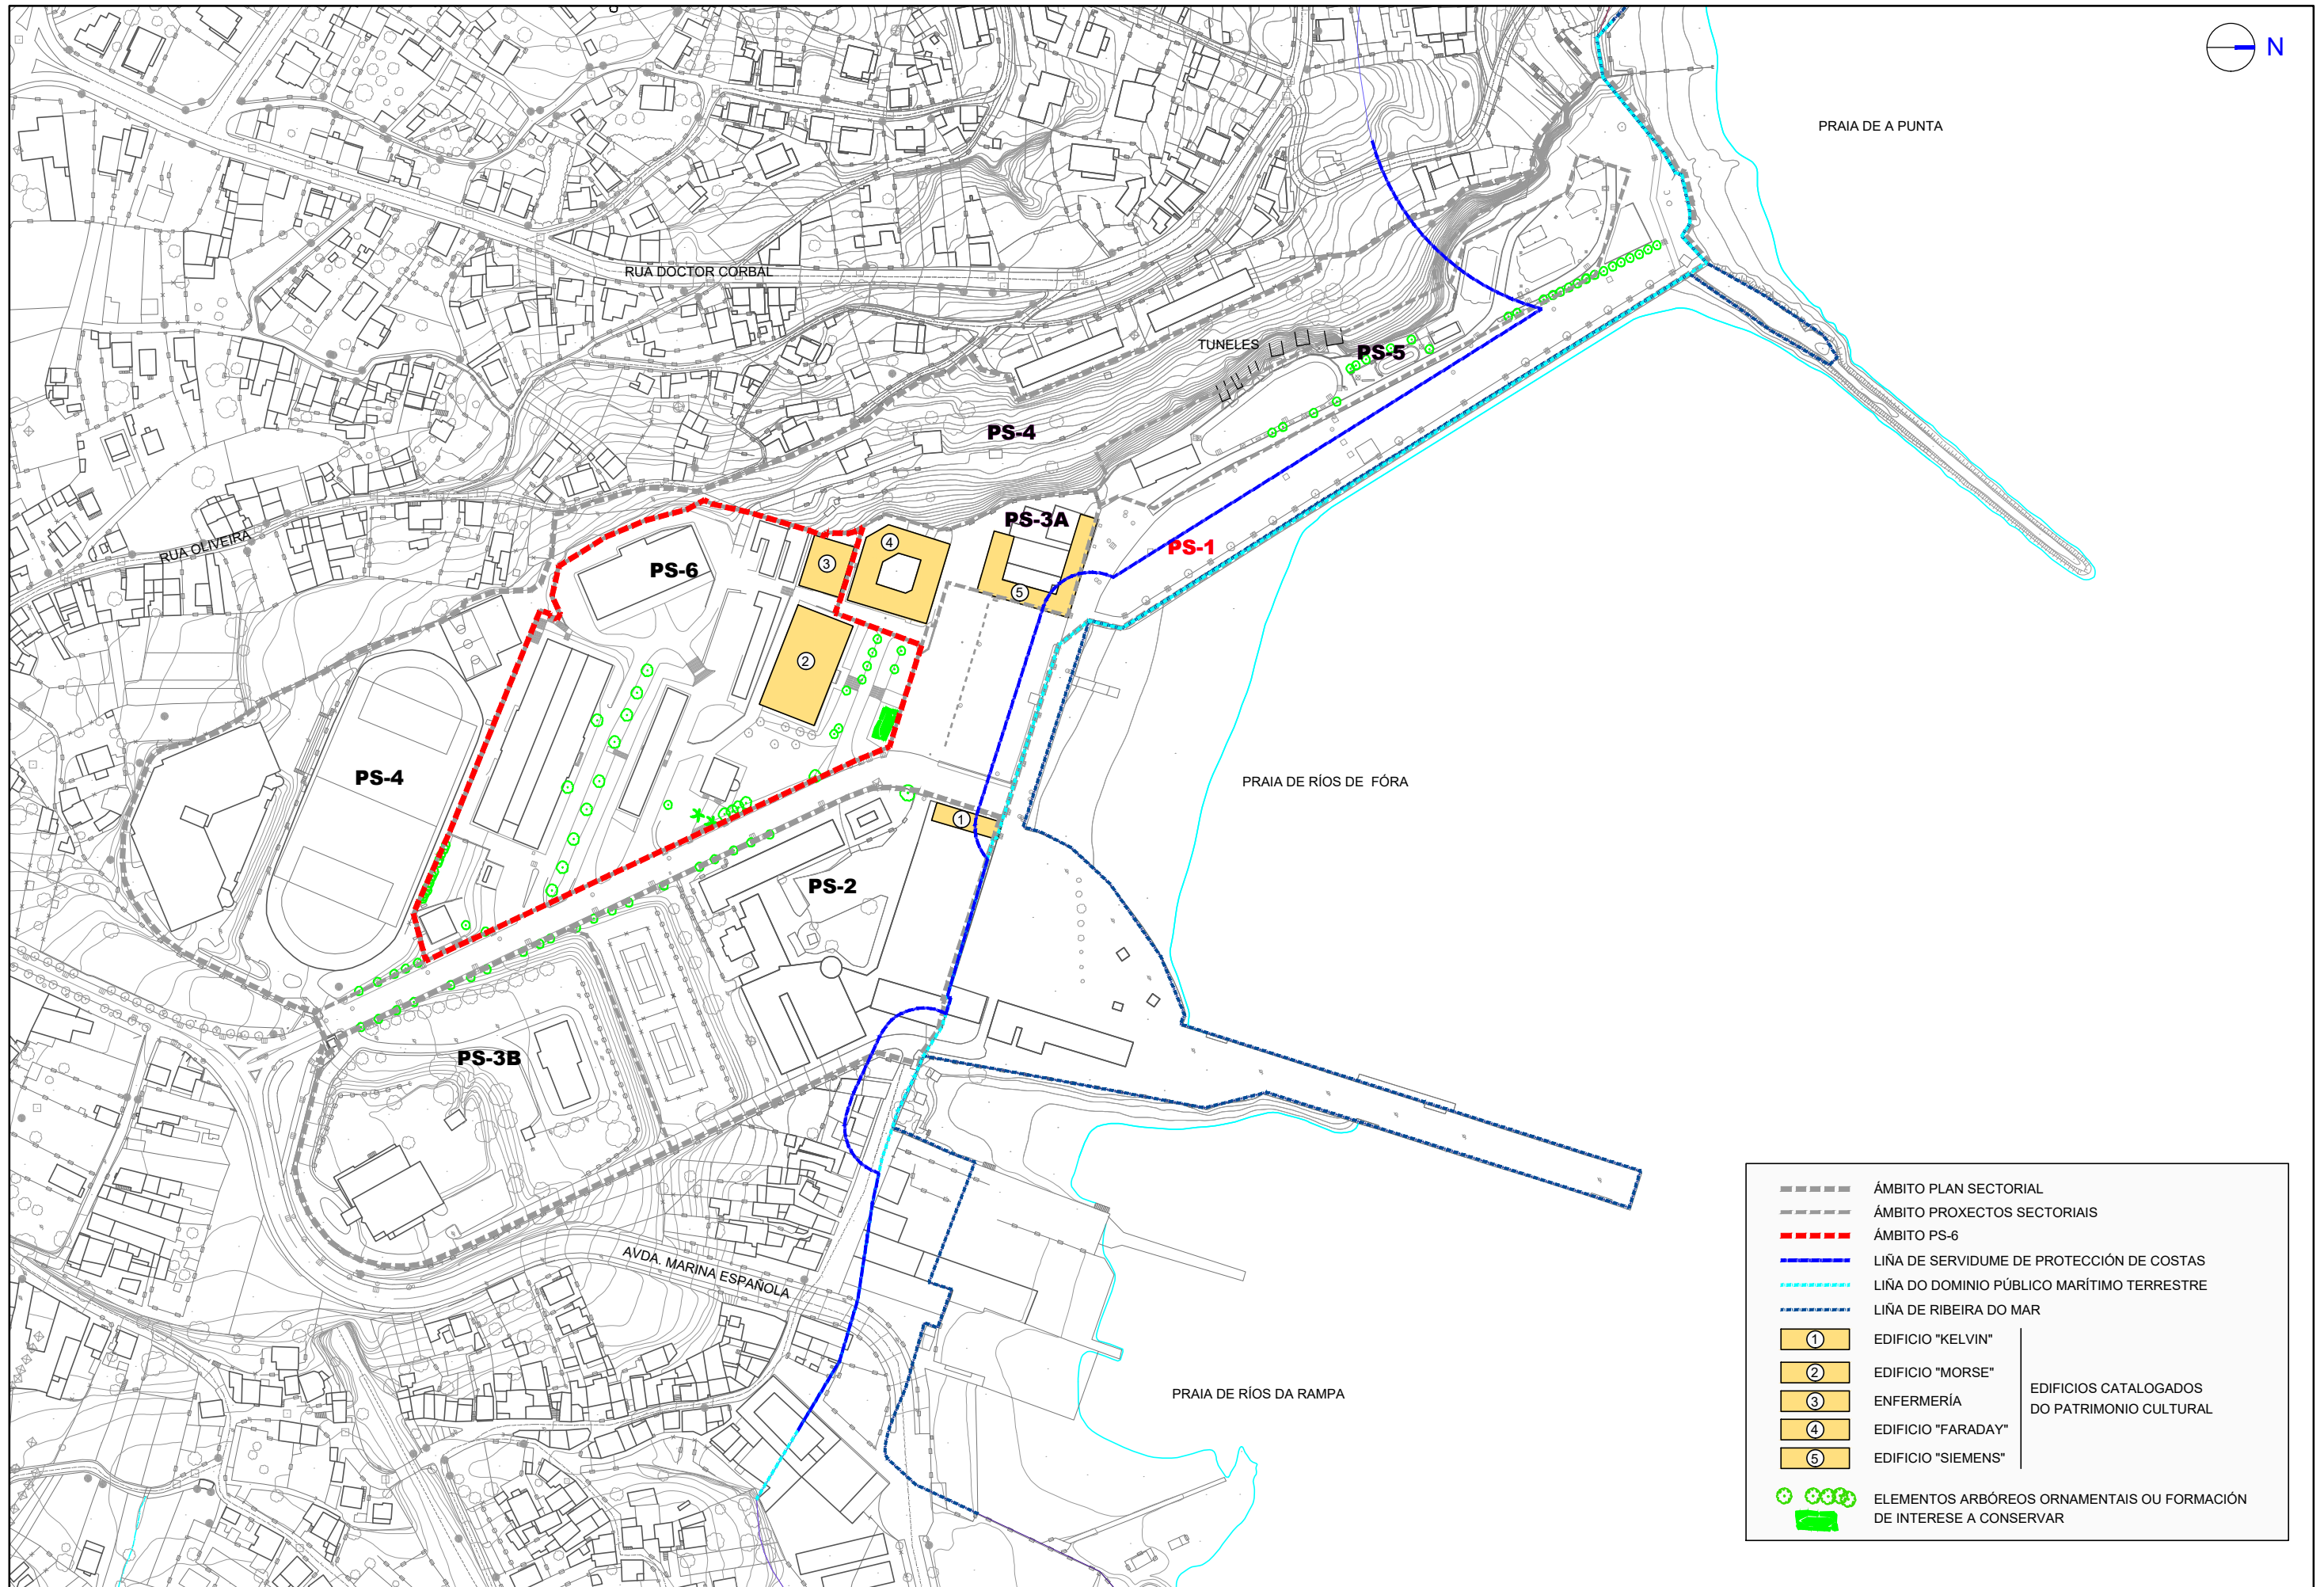 N
PRAIA DE A PUNTA
RUA DOCTOR CORBAL
45.61
TUNELES
PS-5
PS-4
PS-3A
RUA OLIVEIRA
PS-1
4
PS-6
3
5
2
PRAIA DE RÍOS DE FÓRA
PS-4
1
PS-2
PS-3B
AVDA. MARINA ESPAÑOLA
PRAIA DE RÍOS DA RAMPA
ÁMBITO PLAN SECTORIAL
ÁMBITO PROXECTOS SECTORIAIS
ÁMBITO PS-6
LIÑA DE SERVIDUME DE PROTECCIÓN DE COSTAS
LIÑA DO DOMINIO PÚBLICO MARÍTIMO TERRESTRE
LIÑA DE RIBEIRA DO MAR
1 EDIFICIO "KELVIN"
2 EDIFICIO "MORSE"
3 ENFERMERÍA
4 EDIFICIO "FARADAY"
5 EDIFICIO "SIEMENS"
EDIFICIOS CATALOGADOS
DO PATRIMONIO CULTURAL
ELEMENTOS ARBÓREOS ORNAMENTAIS OU FORMACIÓN
DE INTERESE A CONSERVAR